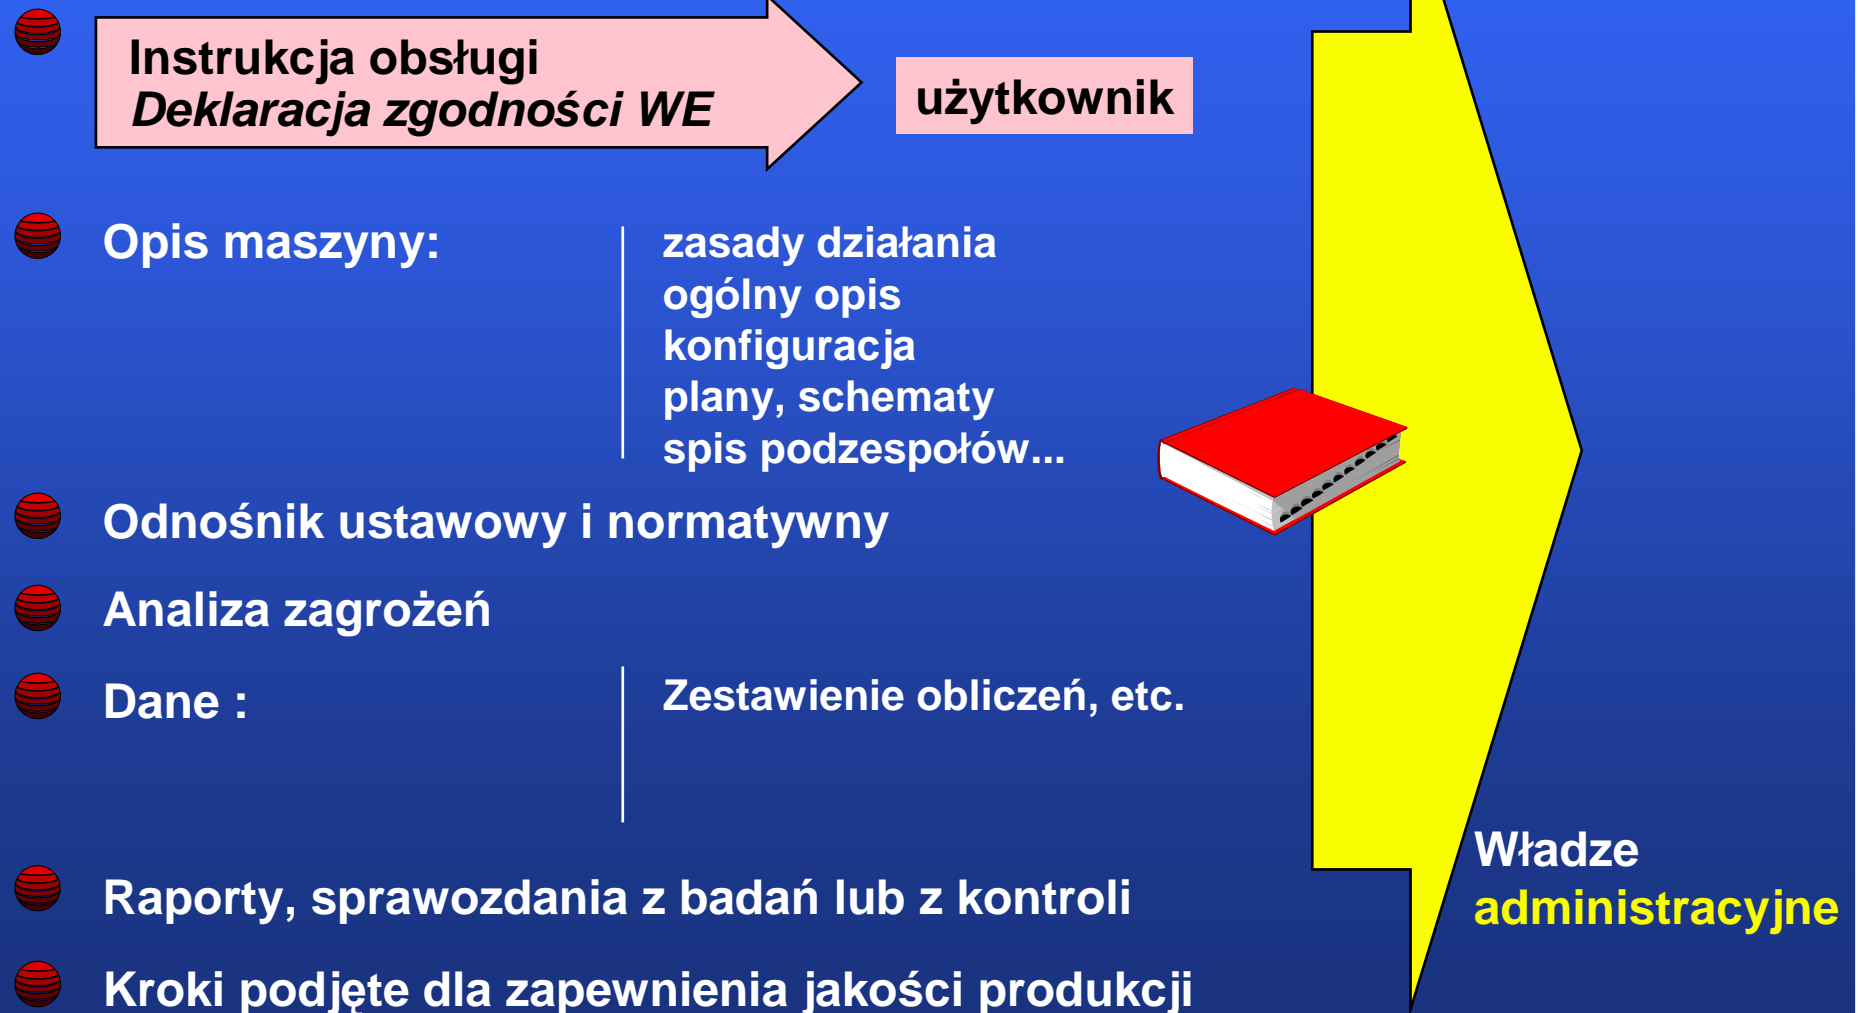 Instrukcja obsługi
Deklaracja zgodności WE
użytkownik
Opis maszyny:
zasady działania
ogólny opis
konfiguracja
plany, schematy
spis podzespołów...
Odnośnik ustawowy i normatywny
Analiza zagrożeń
Dane :
Zestawienie obliczeń, etc.
Raporty, sprawozdania z badań lub z kontroli
Kroki podjęte dla zapewnienia jakości produkcji
Władze
administracyjne